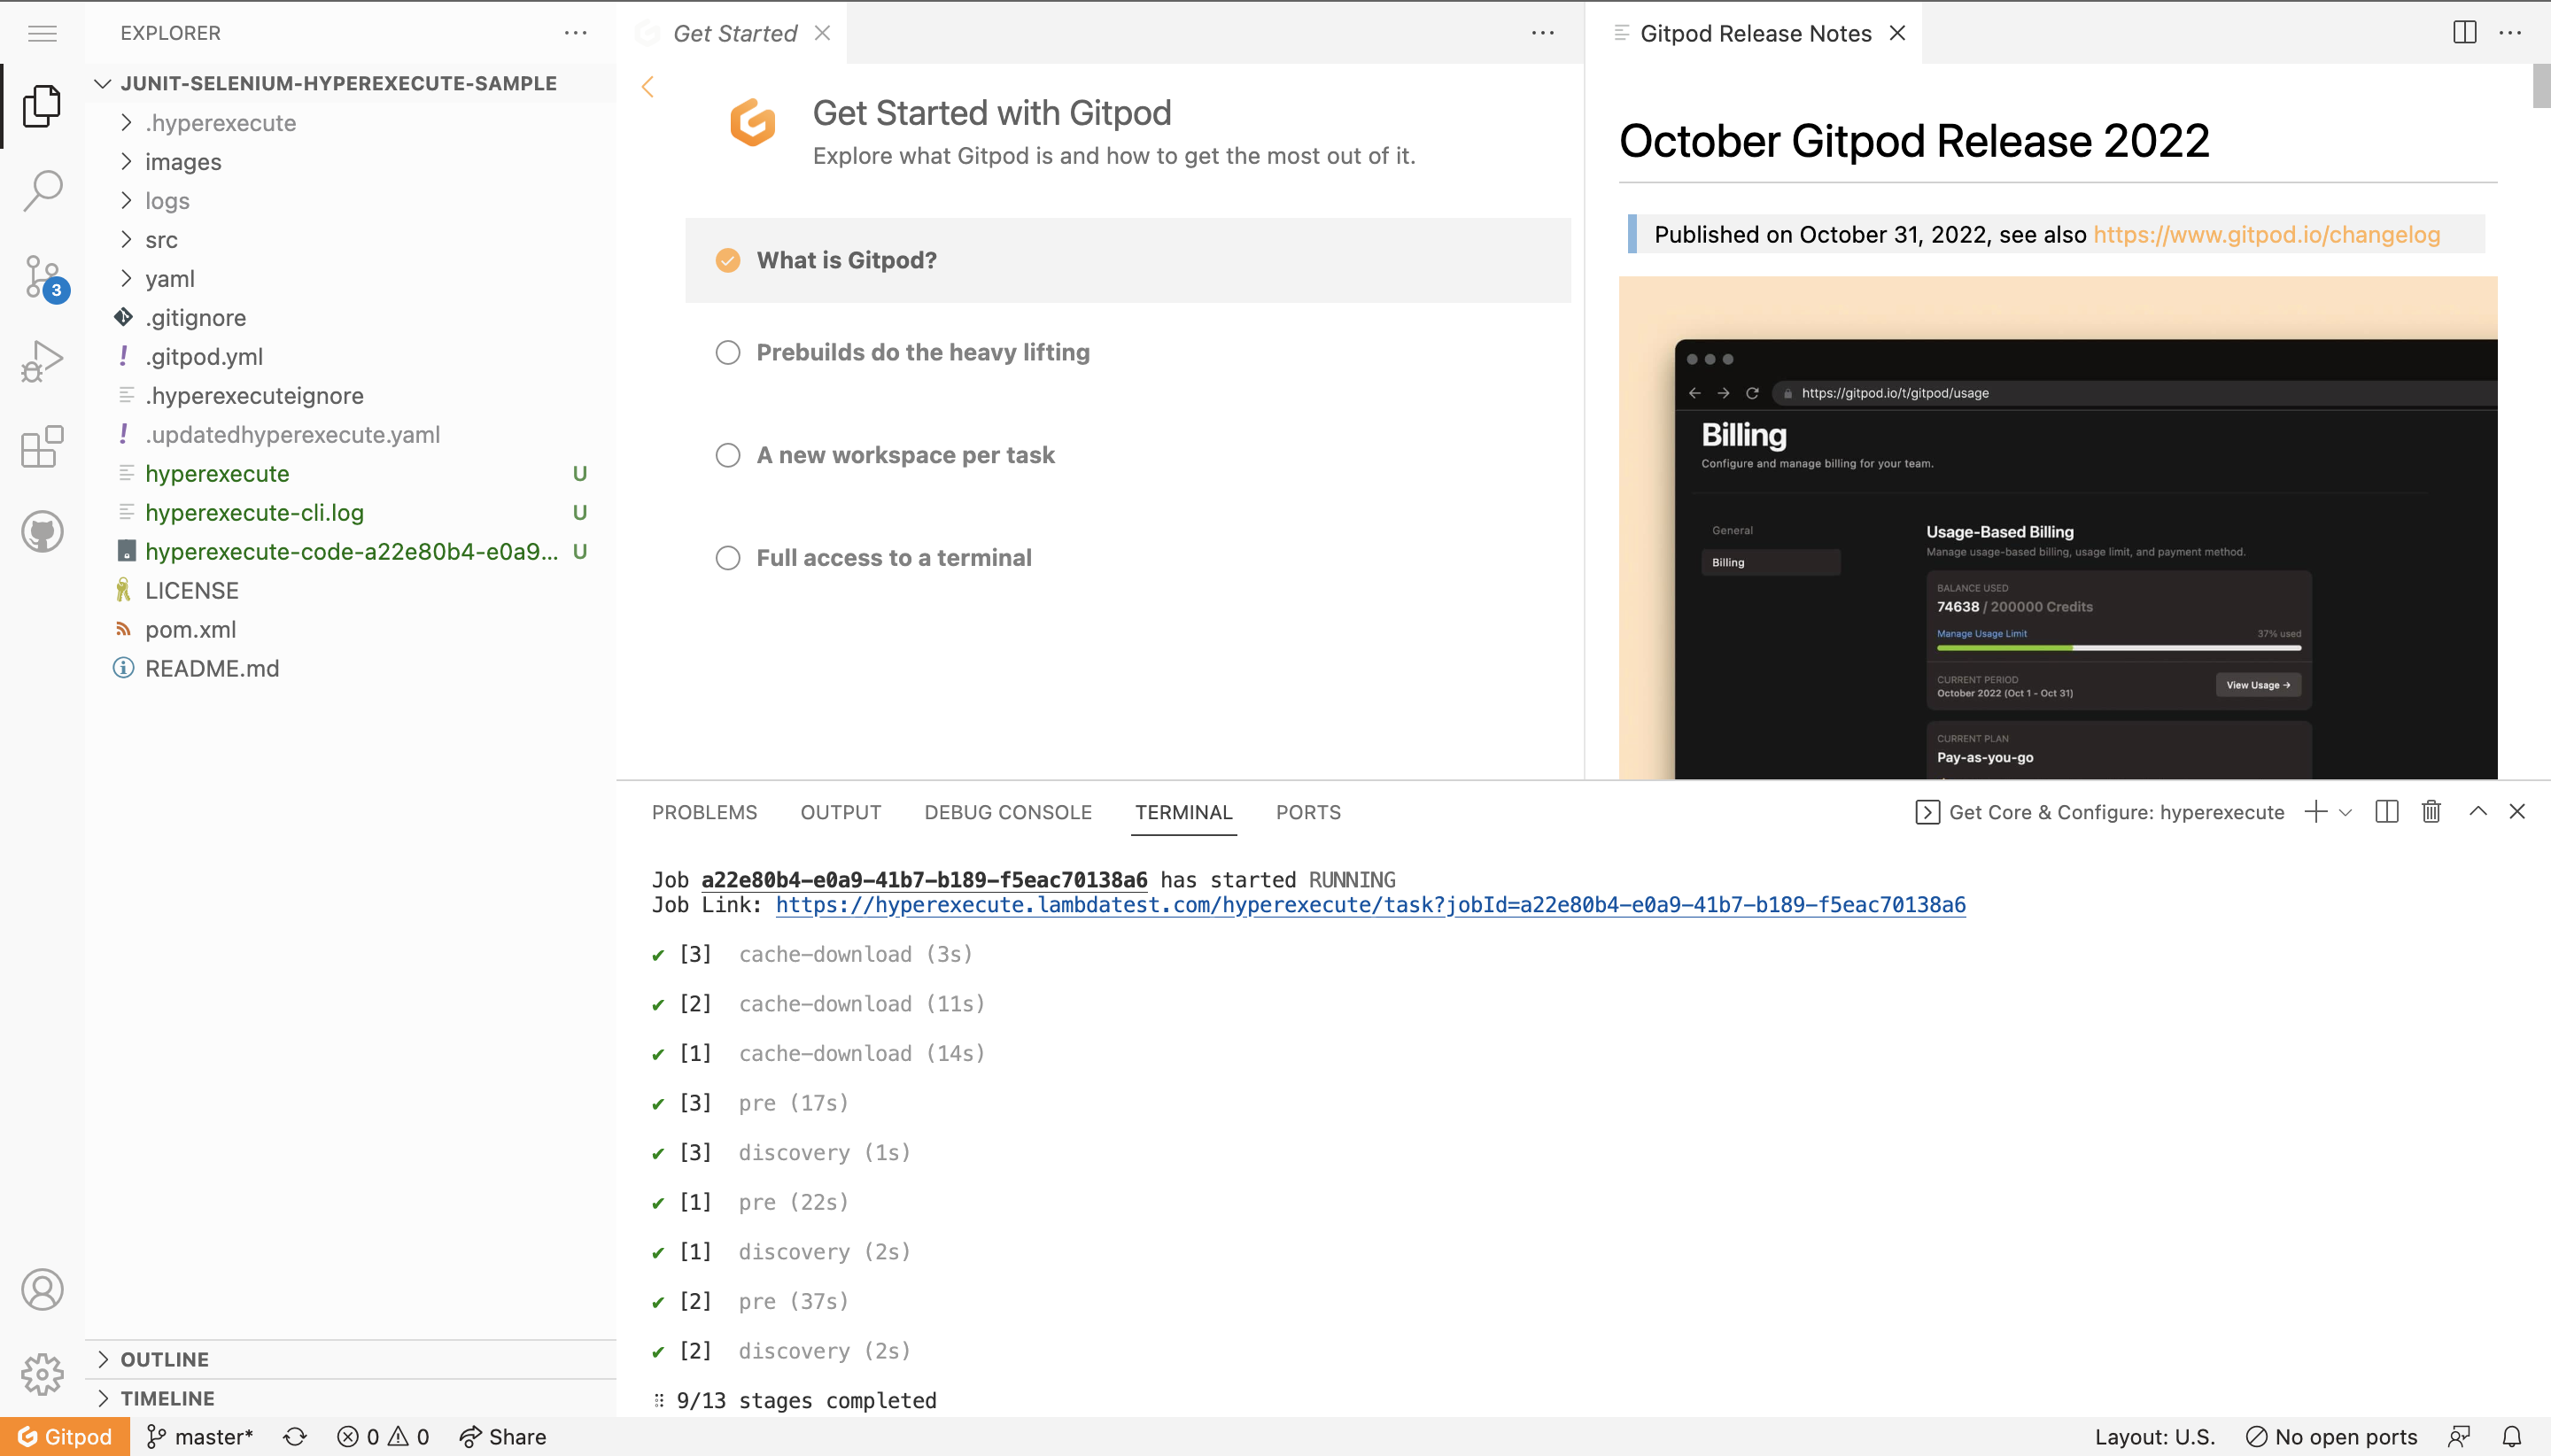 EXPLORER
JUNIT-SELENIUM-HYPEREXECUTE-SAMPLE
.hyperexecute
images
logs
src
yaml
.gitignore
.gitpod.yml
.hyperexecuteignore
.updatedhyperexecute.yaml
hyperexecute U
hyperexecute-cli.log U
hyperexecute-code-a22e80b4-e0a9... U
LICENSE
pom.xml
README.md
3
OUTLINE
TIMELINE
Get Started
Get Started with Gitpod
Explore what Gitpod is and how to get the most out of it.
What is Gitpod?
Prebuilds do the heavy lifting
A new workspace per task
Full access to a terminal
Gitpod Release Notes
October Gitpod Release 2022
Published on October 31, 2022, see also https://www.gitpod.io/changelog
https://gitpod.io/t/gitpod/usage
Billing
Configure and manage billing for your team.
General
Billing
Usage-Based Billing
Manage usage-based billing, usage limit, and payment method.
BALANCE USED
74638 / 200000 Credits
Manage Usage Limit 37% used
CURRENT PERIOD
October 2022 (Oct 1 - Oct 31)
View Usage →
CURRENT PLAN
Pay-as-you-go
PROBLEMS OUTPUT DEBUG CONSOLE TERMINAL PORTS
Get Core & Configure: hyperexecute
Job a22e80b4-e0a9-41b7-b189-f5eac70138a6 has started RUNNING
Job Link: https://hyperexecute.lambdatest.com/hyperexecute/task?jobId=a22e80b4-e0a9-41b7-b189-f5eac70138a6
✔ [3] cache-download (3s)
✔ [2] cache-download (11s)
✔ [1] cache-download (14s)
✔ [3] pre (17s)
✔ [3] discovery (1s)
✔ [1] pre (22s)
✔ [1] discovery (2s)
✔ [2] pre (37s)
✔ [2] discovery (2s)
⠿ 9/13 stages completed
Gitpod master* 0 0 Share Layout: U.S. No open ports